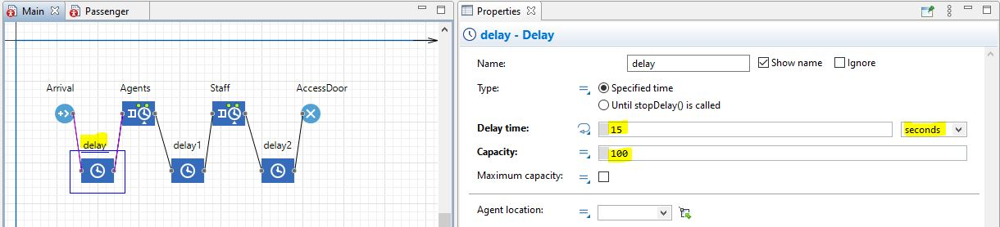 Main Passenger
Properties
delay - Delay
Name: delay Show name Ignore
Type: Specified time
Until stopDelay() is called
Delay time: 15 seconds
Capacity: 100
Maximum capacity:
Agent location:
Arrival Agents Staff AccessDoor
delay delay1 delay2